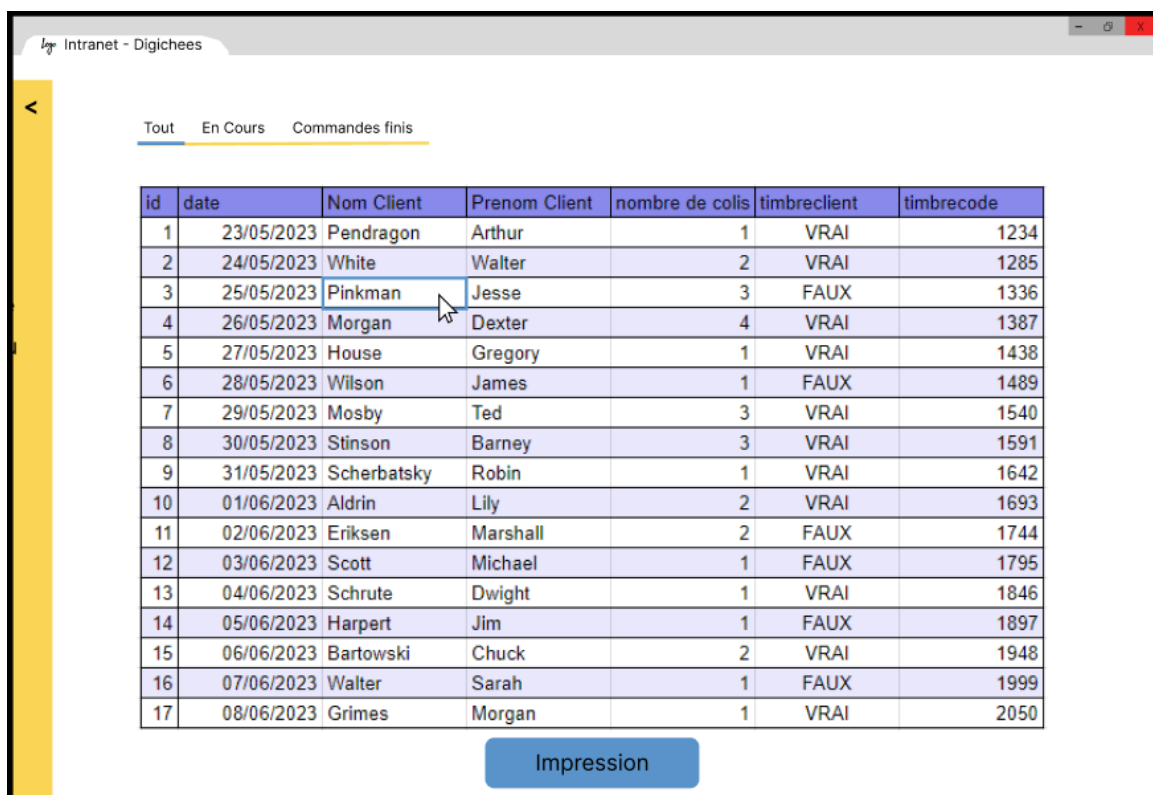 logo Intranet - Digichees
- X
<
Tout En Cours Commandes finis
id date Nom Client Prenom Client nombre de colis timbreclient timbrecode
1 23/05/2023 Pendragon Arthur 1 VRAI 1234
2 24/05/2023 White Walter 2 VRAI 1285
3 25/05/2023 Pinkman Jesse 3 FAUX 1336
4 26/05/2023 Morgan Dexter 4 VRAI 1387
5 27/05/2023 House Gregory 1 VRAI 1438
6 28/05/2023 Wilson James 1 FAUX 1489
7 29/05/2023 Mosby Ted 3 VRAI 1540
8 30/05/2023 Stinson Barney 3 VRAI 1591
9 31/05/2023 Scherbatsky Robin 1 VRAI 1642
10 01/06/2023 Aldrin Lily 2 VRAI 1693
11 02/06/2023 Eriksen Marshall 2 FAUX 1744
12 03/06/2023 Scott Michael 1 FAUX 1795
13 04/06/2023 Schrute Dwight 1 VRAI 1846
14 05/06/2023 Harpert Jim 1 FAUX 1897
15 06/06/2023 Bartowski Chuck 2 VRAI 1948
16 07/06/2023 Walter Sarah 1 FAUX 1999
17 08/06/2023 Grimes Morgan 1 VRAI 2050
Impression